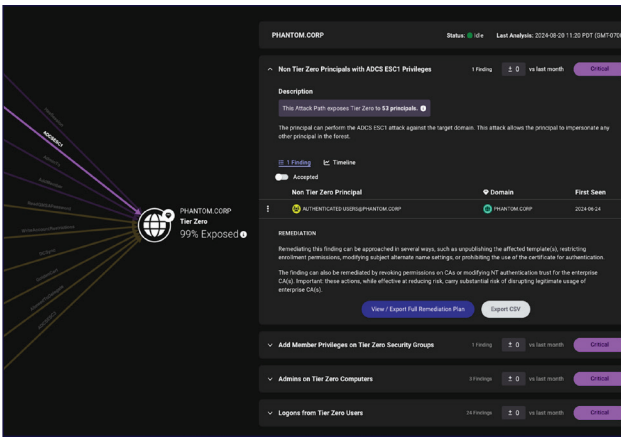 PHANTOM.CORP
Status: Idle
Last Analysis: 2024-08-20 11:20 PDT (GMT-070
Non Tier Zero Principals with ADCS ESC1 Privileges
1 Finding
± 0 vs last month
Critical
Description
This Attack Path exposes Tier Zero to 53 principals.
The principal can perform the ADCS ESC1 attack against the target domain. This attack allows the principal to impersonate any
other principal in the forest.
1 Finding
Timeline
Accepted
Non Tier Zero Principal
Domain
First Seen
AUTHENTICATED USERS@PHANTOM.CORP
PHANTOM.CORP
2024-06-24
REMEDIATION
Remediating this finding can be approached in several ways, such as unpublishing the affected template(s), restricting
enrollment permissions, modifying subject alternate name settings, or prohibiting the use of the certificate for authentication.
The finding can also be remediated by revoking permissions on CAs or modifying NT authentication trust for the enterprise
CA(s). Important: these actions, while effective at reducing risk, carry substantial risk of disrupting legitimate usage of
enterprise CA(s).
View / Export Full Remediation Plan
Export CSV
Add Member Privileges on Tier Zero Security Groups
1 Finding
± 0 vs last month
Critical
Admins on Tier Zero Computers
3 Findings
± 0 vs last month
Critical
Logons from Tier Zero Users
24 Findings
± 0 vs last month
Critical
ADCSESC1
PHANTOM.CORP
Tier Zero
99% Exposed